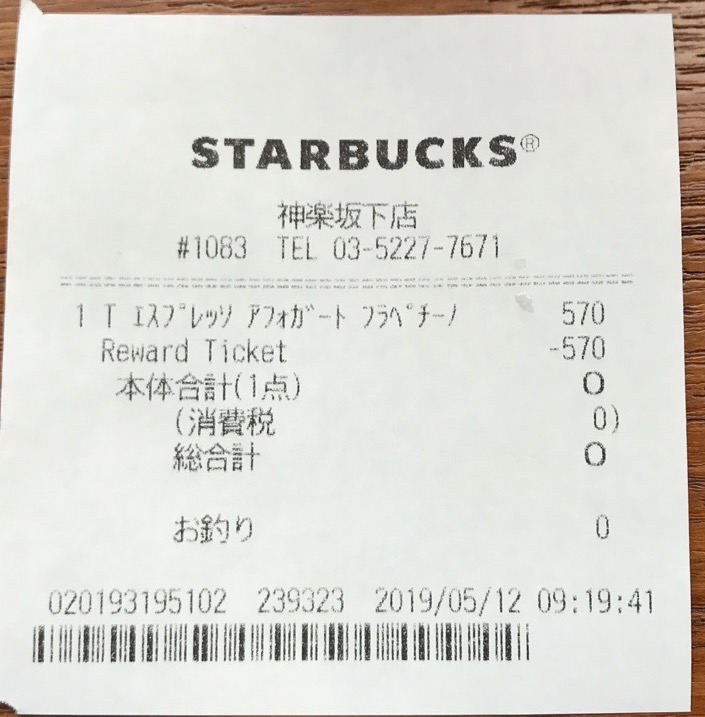 STARBUCKS®
神楽坂下店
#1083 TEL 03-5227-7671
1 T ｴｽﾌﾟﾚｯｿ ｱﾌｫｶﾞｰﾄ ﾌﾗﾍﾟﾁｰﾉ 570
Reward Ticket -570
本体合計(1点) 0
(消費税 0)
総合計 0
お釣り 0
020193195102 239323 2019/05/12 09:19:41